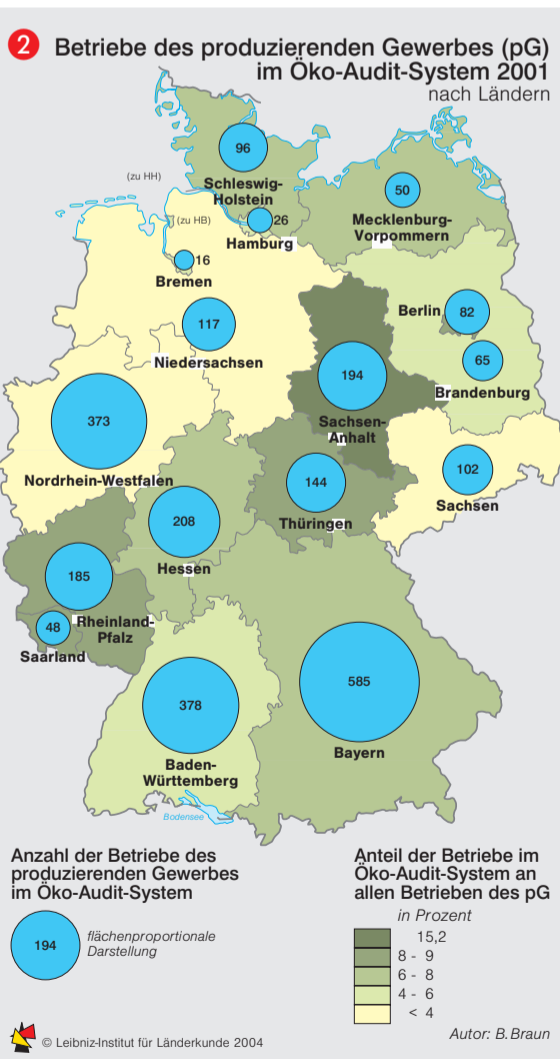 2
Betriebe des produzierenden Gewerbes (pG)
im Öko-Audit-System 2001
nach Ländern
96
Schleswig-
Holstein
(zu HH)
50
Mecklenburg-
Vorpommern
(zu HB)
26
Hamburg
16
Bremen
117
Niedersachsen
Berlin
82
65
Brandenburg
194
Sachsen-
Anhalt
373
Nordrhein-Westfalen
144
Thüringen
102
Sachsen
208
Hessen
185
Rheinland-
Pfalz
48
Saarland
378
Baden-
Württemberg
585
Bayern
Bodensee
Anzahl der Betriebe des
produzierenden Gewerbes
im Öko-Audit-System
194
flächenproportionale
Darstellung
Anteil der Betriebe im
Öko-Audit-System an
allen Betrieben des pG
in Prozent
15,2
8 - 9
6 - 8
4 - 6
< 4
© Leibniz-Institut für Länderkunde 2004
Autor: B. Braun